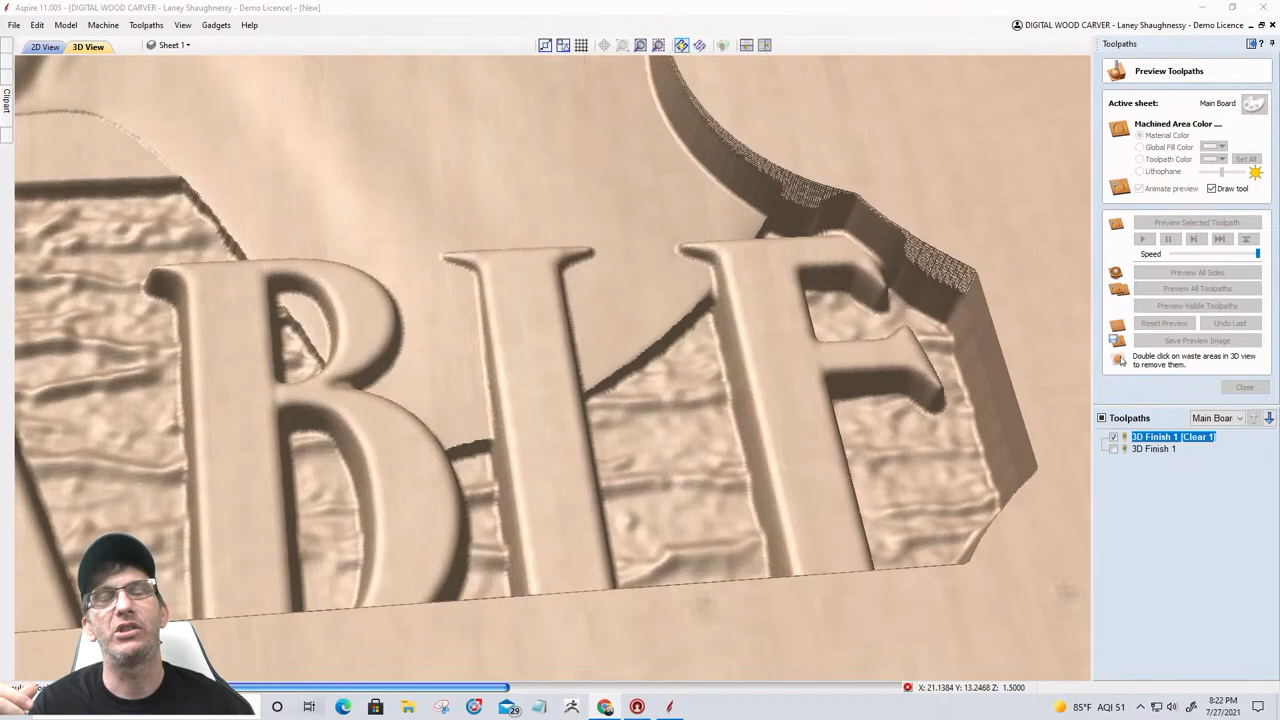 Aspire 11.003 - {DIGITAL WOOD CARVER - Laney Shaughnessy - Demo Licence} - [New]
File Edit Model Machine Toolpaths View Gadgets Help
DIGITAL WOOD CARVER - Laney Shaughnessy - Demo Licence
2D View 3D View Sheet 1
Clipart
BIF
Toolpaths
Preview Toolpaths
Active sheet: Main Board
Machined Area Color ....
Material Color
Global Fill Color
Toolpath Color Set All
Lithophane
Animate preview Draw tool
Preview Selected Toolpath
Speed
Preview All Sides
Preview All Toolpaths
Preview Visible Toolpaths
Reset Preview Undo Last
Save Preview Image
Double click on waste areas in 3D view
to remove them.
Close
Toolpaths Main Boar
3D Finish 1 [Clear 1]
3D Finish 1
X: 21.1384 Y: 13.2468 Z: 1.5000
29
85°F AQI 51
8:22 PM
7/27/2021